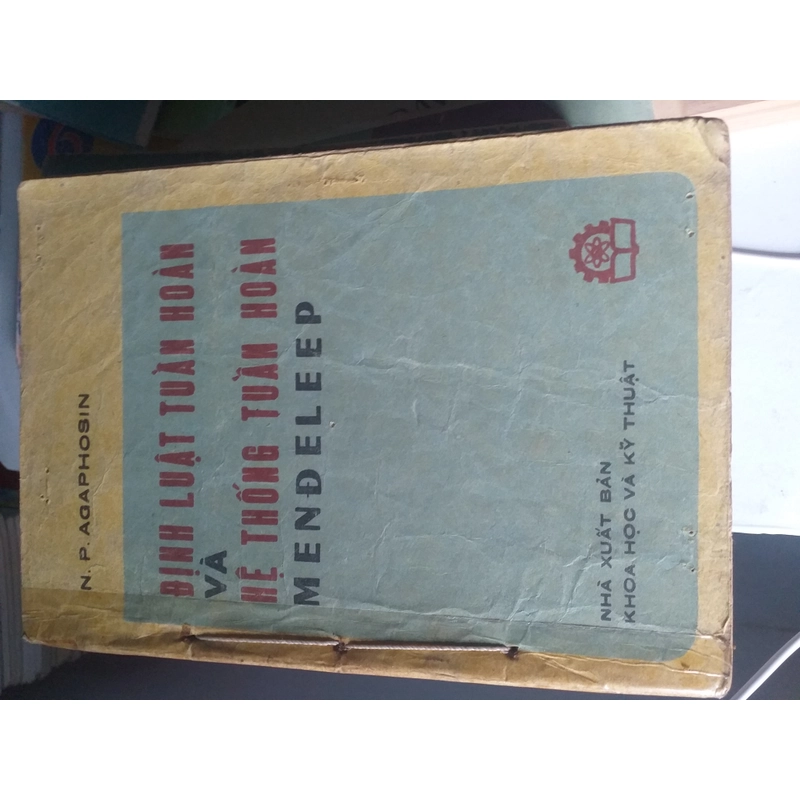 N. P. AGAPHOSIN
ĐỊNH LUẬT TUẦN HOÀN
VÀ
HỆ THỐNG TUẦN HOÀN
MENĐELEEP
NHÀ XUẤT BẢN
KHOA HỌC VÀ KỸ THUẬT